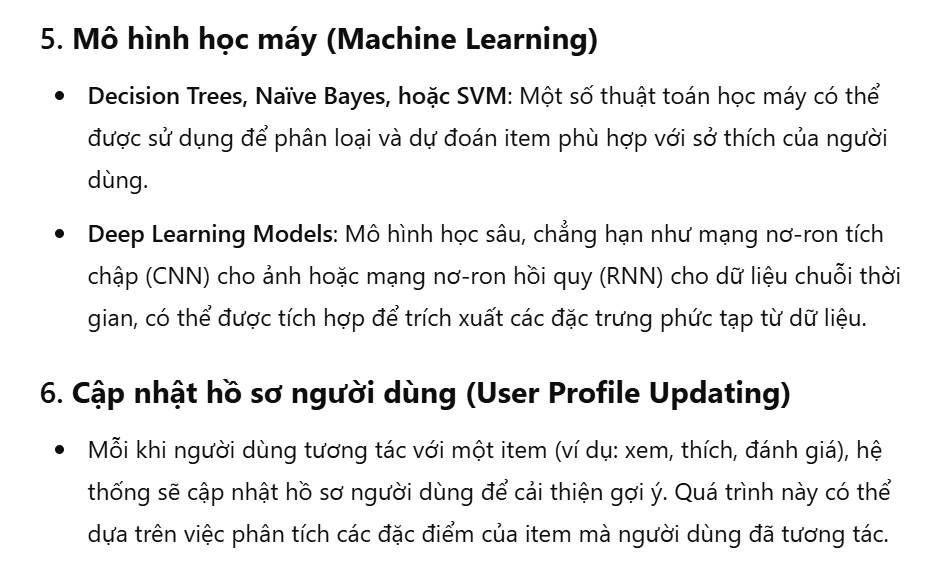 5. Mô hình học máy (Machine Learning)
• Decision Trees, Naïve Bayes, hoặc SVM: Một số thuật toán học máy có thể
được sử dụng để phân loại và dự đoán item phù hợp với sở thích của người
dùng.
• Deep Learning Models: Mô hình học sâu, chẳng hạn như mạng nơ-ron tích
chập (CNN) cho ảnh hoặc mạng nơ-ron hồi quy (RNN) cho dữ liệu chuỗi thời
gian, có thể được tích hợp để trích xuất các đặc trưng phức tạp từ dữ liệu.
6. Cập nhật hồ sơ người dùng (User Profile Updating)
• Mỗi khi người dùng tương tác với một item (ví dụ: xem, thích, đánh giá), hệ
thống sẽ cập nhật hồ sơ người dùng để cải thiện gợi ý. Quá trình này có thể
dựa trên việc phân tích các đặc điểm của item mà người dùng đã tương tác.